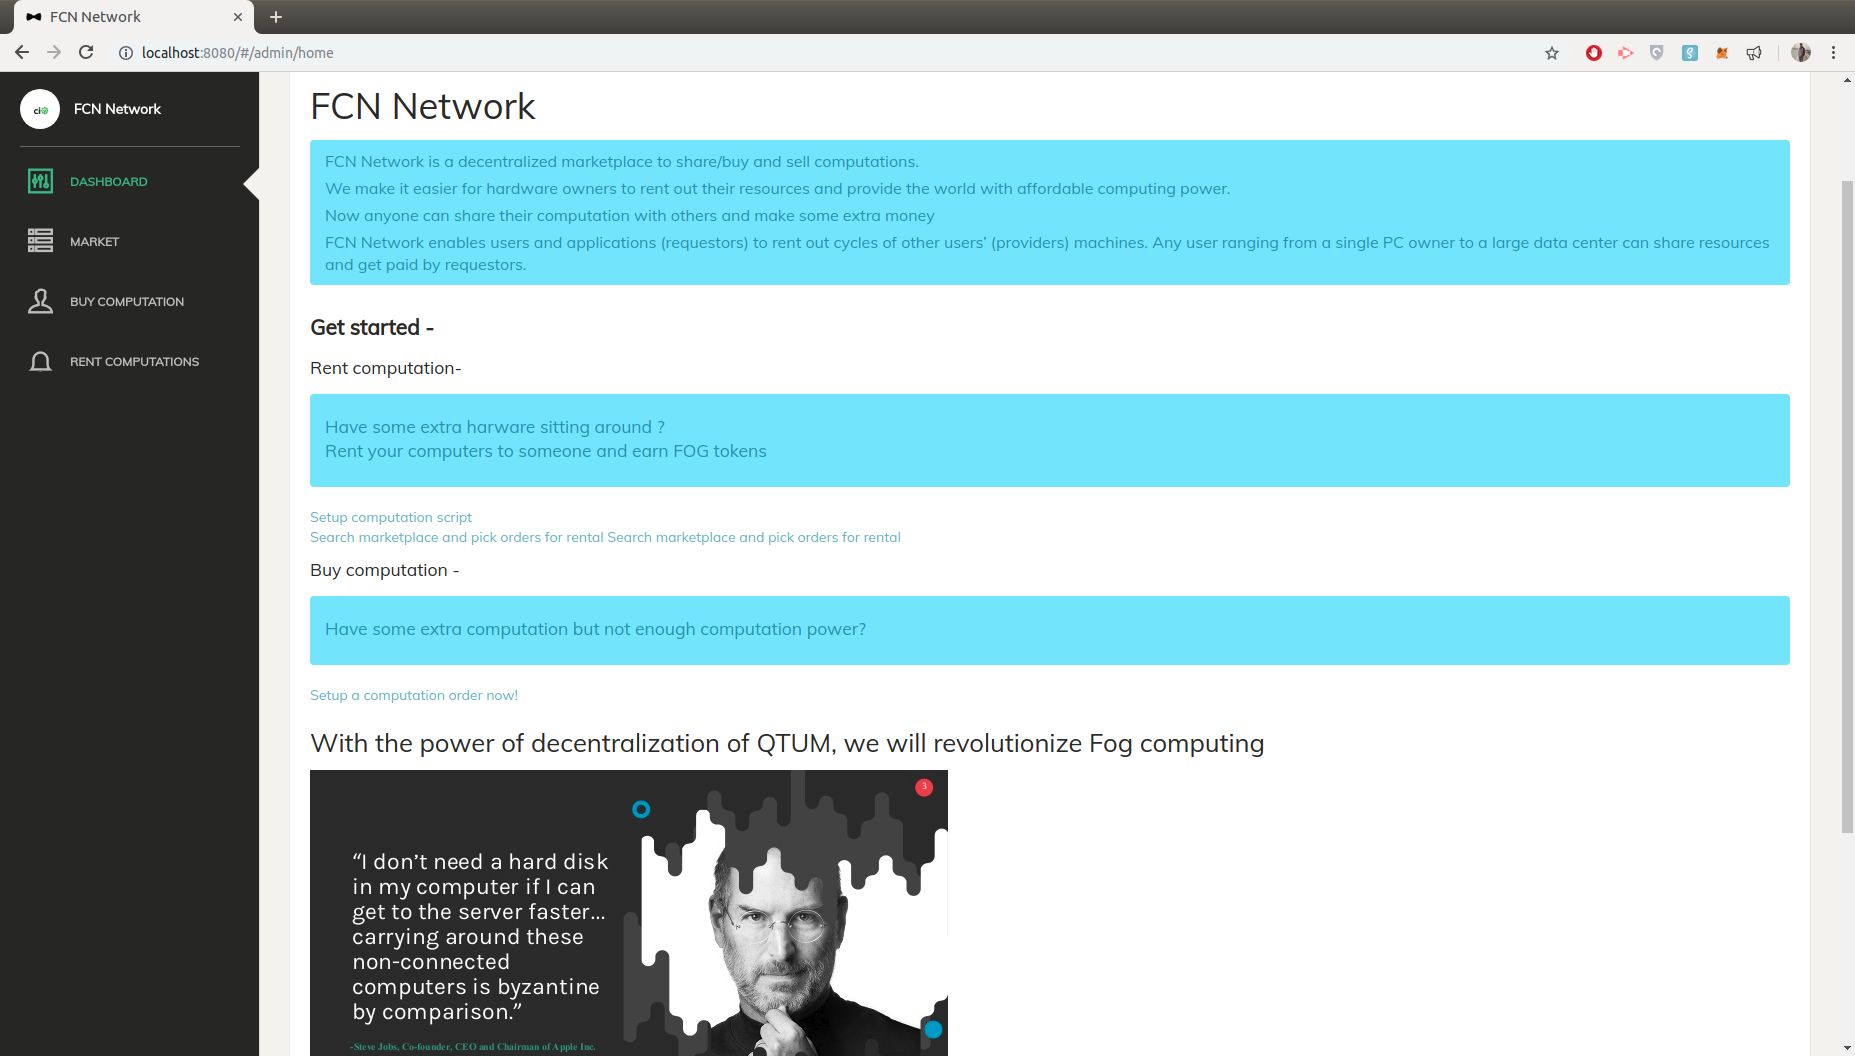 FCN Network
localhost:8080/#/admin/home
ci
FCN Network
DASHBOARD
MARKET
BUY COMPUTATION
RENT COMPUTATIONS
FCN Network
FCN Network is a decentralized marketplace to share/buy and sell computations.
We make it easier for hardware owners to rent out their resources and provide the world with affordable computing power.
Now anyone can share their computation with others and make some extra money
FCN Network enables users and applications (requestors) to rent out cycles of other users’ (providers) machines. Any user ranging from a single PC owner to a large data center can share resources
and get paid by requestors.
Get started -
Rent computation-
Have some extra harware sitting around ?
Rent your computers to someone and earn FOG tokens
Setup computation script
Search marketplace and pick orders for rental Search marketplace and pick orders for rental
Buy computation -
Have some extra computation but not enough computation power?
Setup a computation order now!
With the power of decentralization of QTUM, we will revolutionize Fog computing
3
“I don’t need a hard disk
in my computer if I can
get to the server faster...
carrying around these
non-connected
computers is byzantine
by comparison.”
-Steve Jobs, Co-founder, CEO and Chairman of Apple Inc.